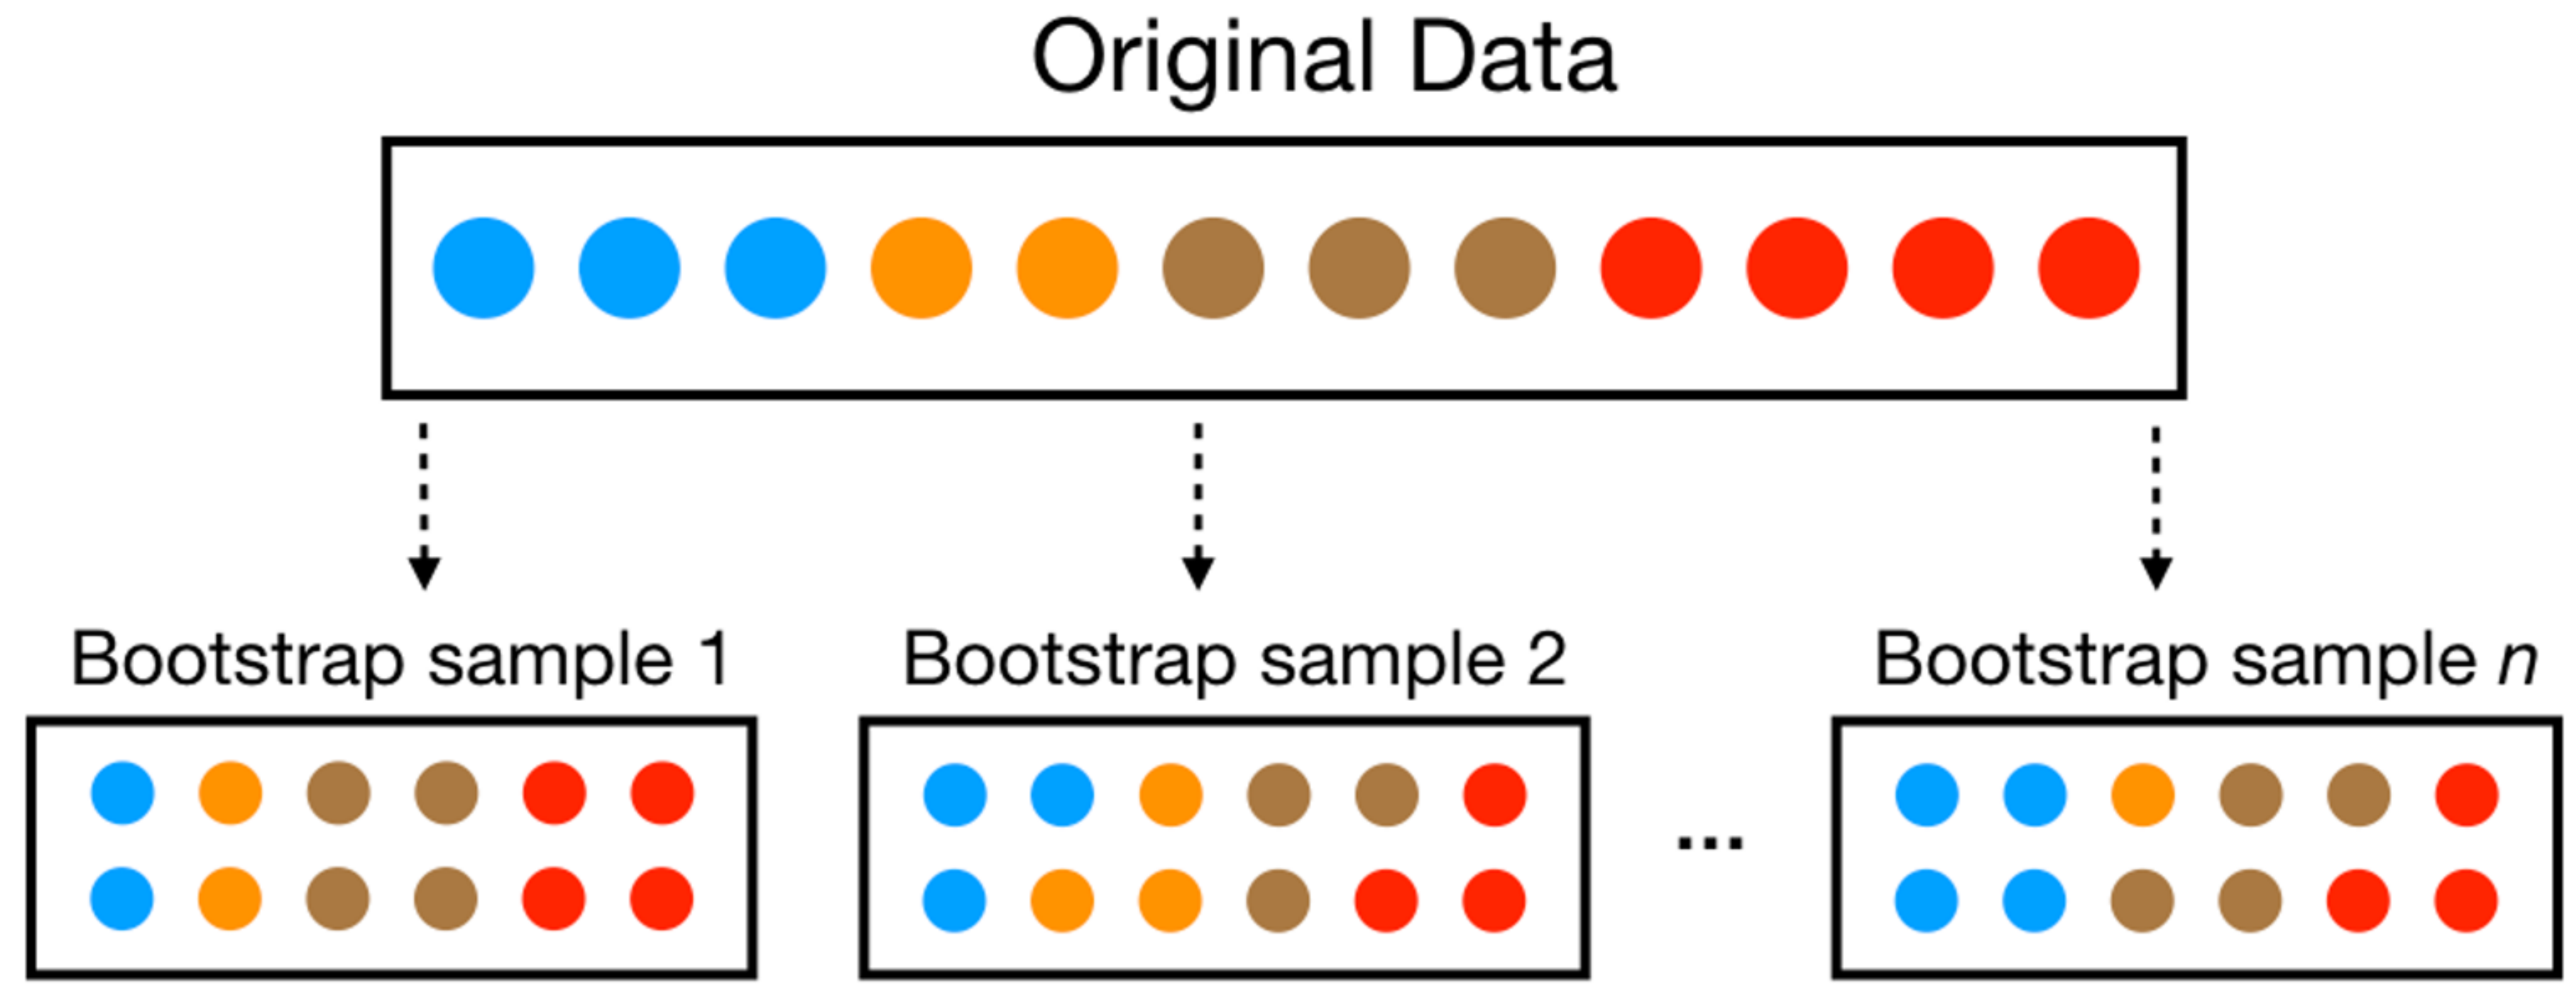 Original Data
Bootstrap sample 1
Bootstrap sample 2
Bootstrap sample n
...